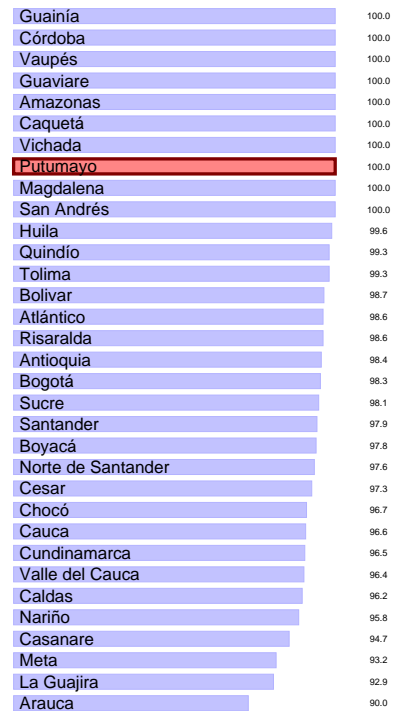 Guainía 100.0
Córdoba 100.0
Vaupés 100.0
Guaviare 100.0
Amazonas 100.0
Caquetá 100.0
Vichada 100.0
Putumayo 100.0
Magdalena 100.0
San Andrés 100.0
Huila 99.6
Quindío 99.3
Tolima 99.3
Bolivar 98.7
Atlántico 98.6
Risaralda 98.6
Antioquia 98.4
Bogotá 98.3
Sucre 98.1
Santander 97.9
Boyacá 97.8
Norte de Santander 97.6
Cesar 97.3
Chocó 96.7
Cauca 96.6
Cundinamarca 96.5
Valle del Cauca 96.4
Caldas 96.2
Nariño 95.8
Casanare 94.7
Meta 93.2
La Guajira 92.9
Arauca 90.0